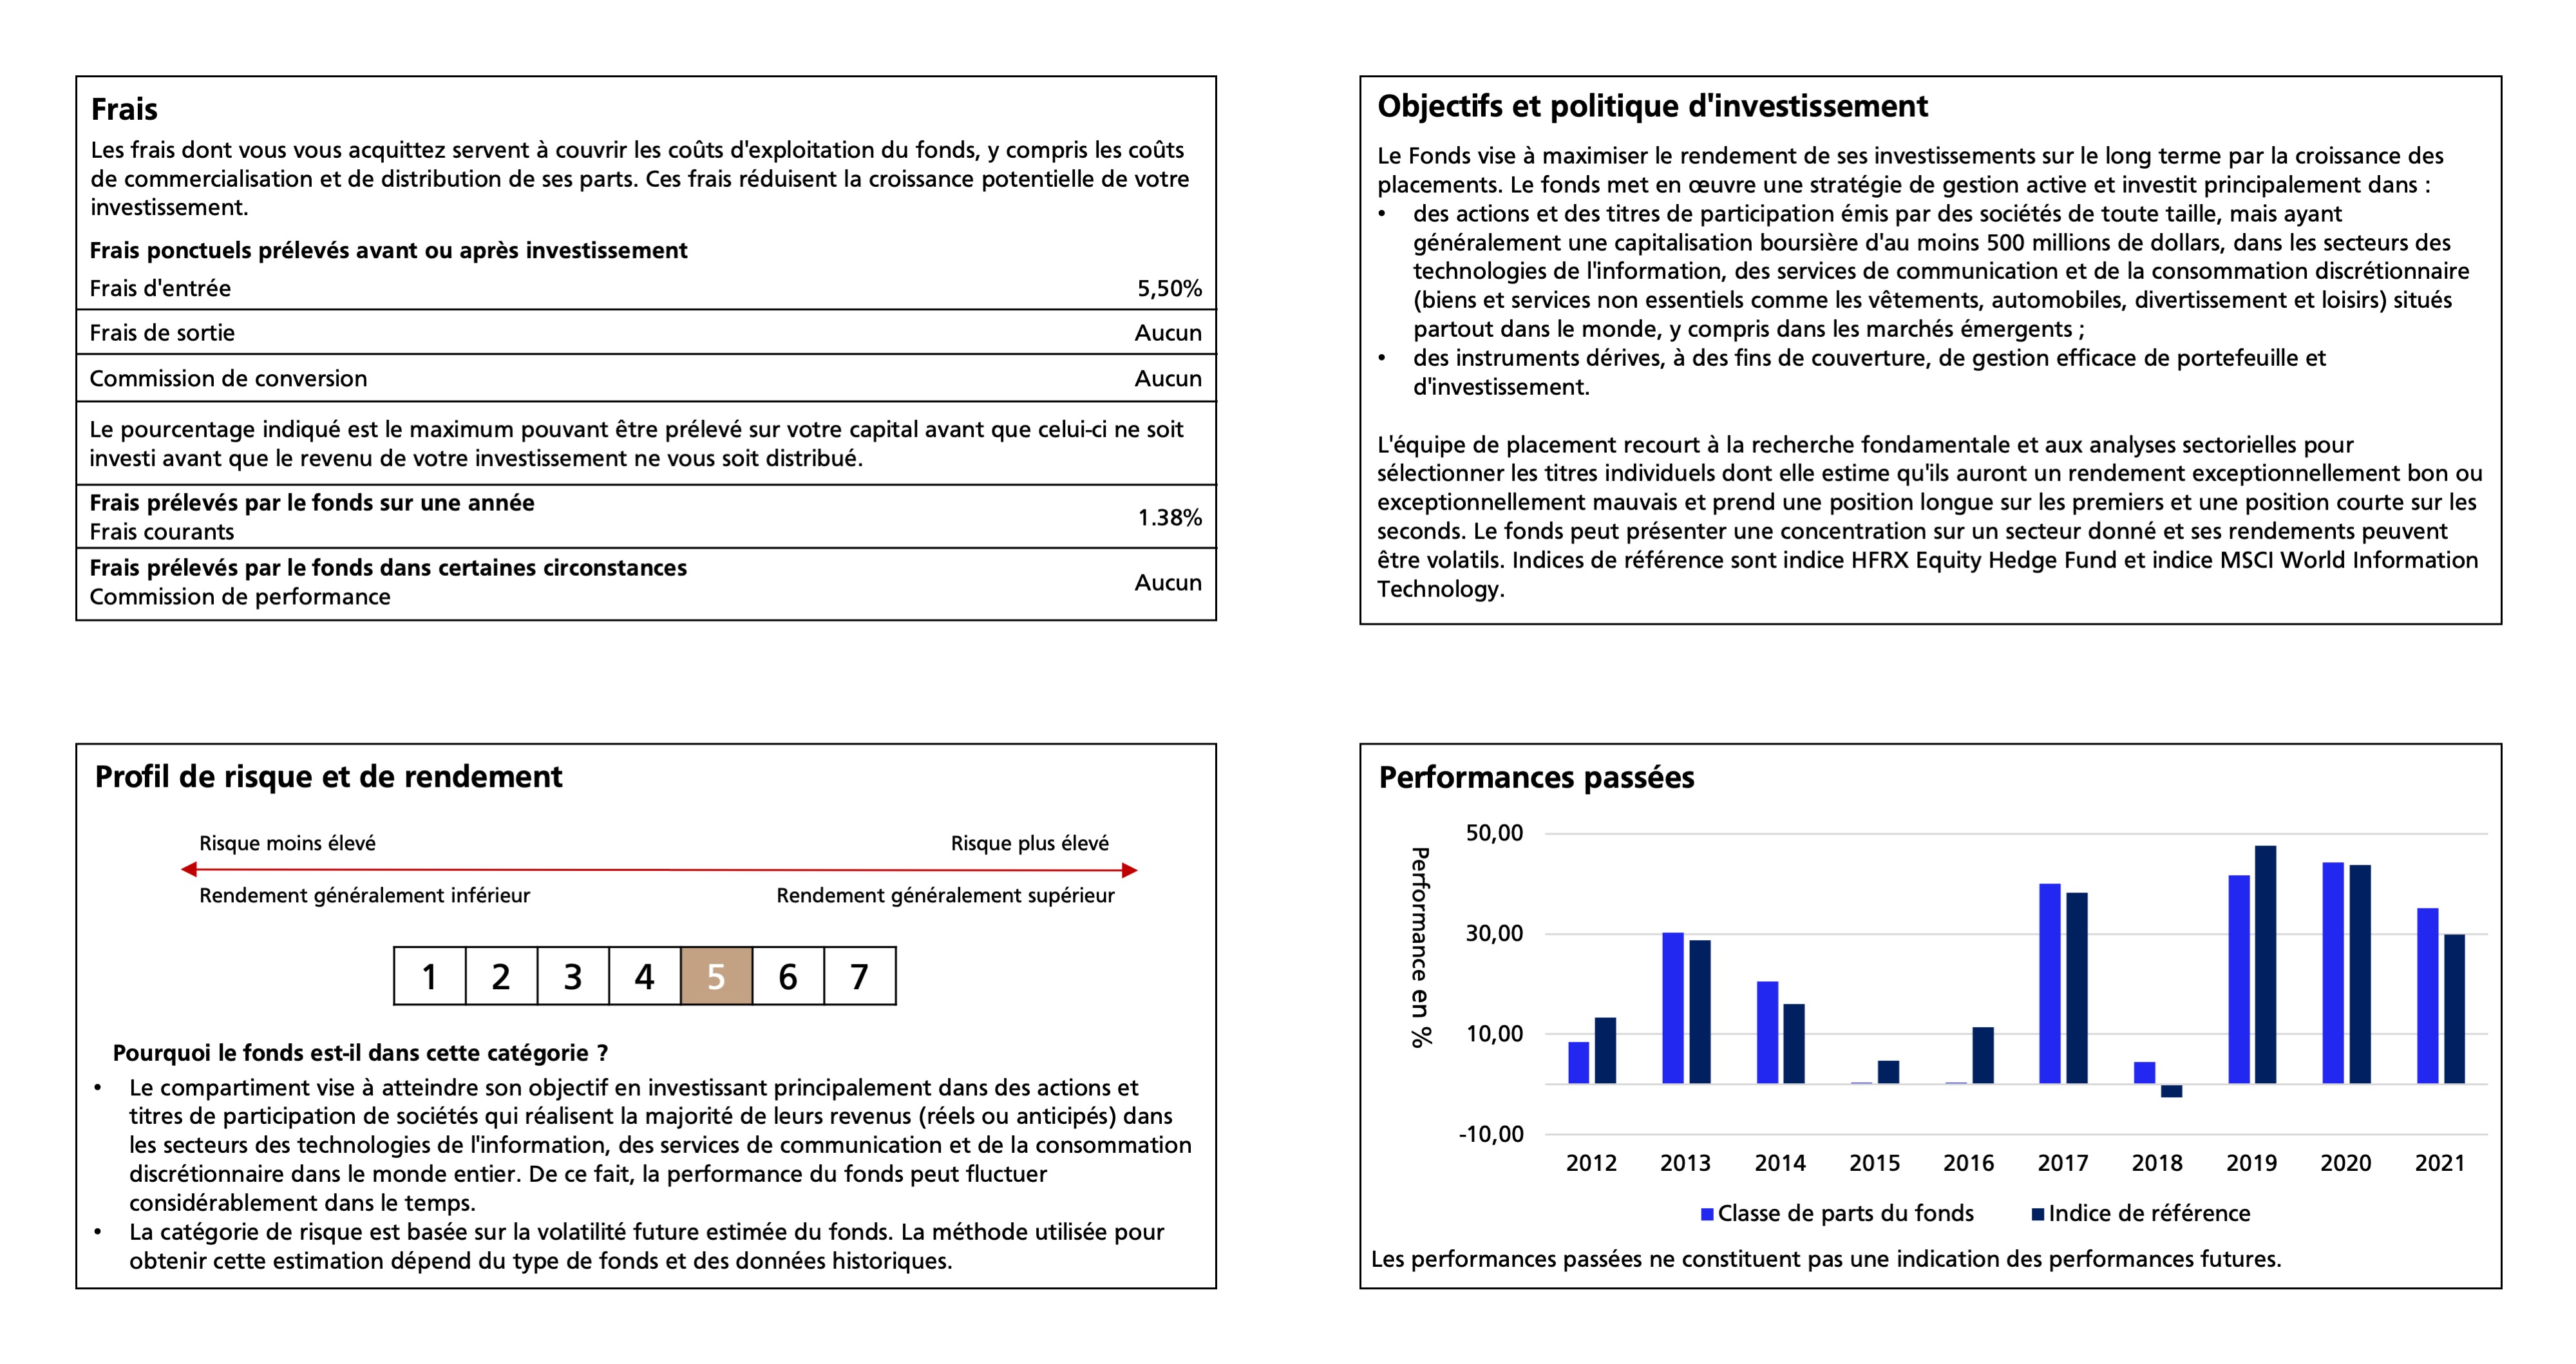 Frais
Les frais dont vous vous acquittez servent à couvrir les coûts d'exploitation du fonds, y compris les coûts
de commercialisation et de distribution de ses parts. Ces frais réduisent la croissance potentielle de votre
investissement.
Frais ponctuels prélevés avant ou après investissement
Frais d'entrée 5,50%
Frais de sortie Aucun
Commission de conversion Aucun
Le pourcentage indiqué est le maximum pouvant être prélevé sur votre capital avant que celui-ci ne soit
investi avant que le revenu de votre investissement ne vous soit distribué.
Frais prélevés par le fonds sur une année
Frais courants 1.38%
Frais prélevés par le fonds dans certaines circonstances
Commission de performance Aucun
Objectifs et politique d'investissement
Le Fonds vise à maximiser le rendement de ses investissements sur le long terme par la croissance des
placements. Le fonds met en œuvre une stratégie de gestion active et investit principalement dans :
• des actions et des titres de participation émis par des sociétés de toute taille, mais ayant
généralement une capitalisation boursière d'au moins 500 millions de dollars, dans les secteurs des
technologies de l'information, des services de communication et de la consommation discrétionnaire
(biens et services non essentiels comme les vêtements, automobiles, divertissement et loisirs) situés
partout dans le monde, y compris dans les marchés émergents ;
• des instruments dérives, à des fins de couverture, de gestion efficace de portefeuille et
d'investissement.
L'équipe de placement recourt à la recherche fondamentale et aux analyses sectorielles pour
sélectionner les titres individuels dont elle estime qu'ils auront un rendement exceptionnellement bon ou
exceptionnellement mauvais et prend une position longue sur les premiers et une position courte sur les
seconds. Le fonds peut présenter une concentration sur un secteur donné et ses rendements peuvent
être volatils. Indices de référence sont indice HFRX Equity Hedge Fund et indice MSCI World Information
Technology.
Profil de risque et de rendement
Risque moins élevé Risque plus élevé
Rendement généralement inférieur Rendement généralement supérieur
1 2 3 4 5 6 7
Pourquoi le fonds est-il dans cette catégorie ?
• Le compartiment vise à atteindre son objectif en investissant principalement dans des actions et
titres de participation de sociétés qui réalisent la majorité de leurs revenus (réels ou anticipés) dans
les secteurs des technologies de l'information, des services de communication et de la consommation
discrétionnaire dans le monde entier. De ce fait, la performance du fonds peut fluctuer
considérablement dans le temps.
• La catégorie de risque est basée sur la volatilité future estimée du fonds. La méthode utilisée pour
obtenir cette estimation dépend du type de fonds et des données historiques.
Performances passées
Performance en %
50,00
30,00
10,00
-10,00
2012 2013 2014 2015 2016 2017 2018 2019 2020 2021
Classe de parts du fonds Indice de référence
Les performances passées ne constituent pas une indication des performances futures.